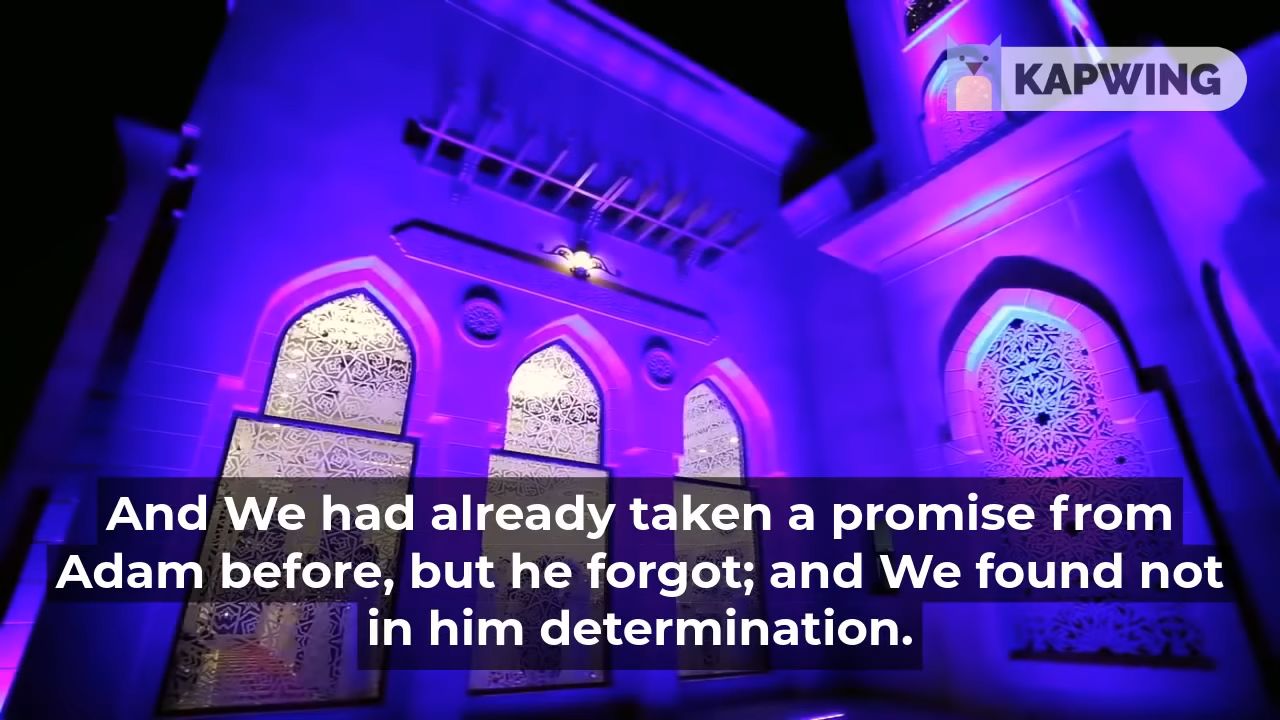 KAPWING
And We had already taken a promise from
Adam before, but he forgot; and We found not
in him determination.